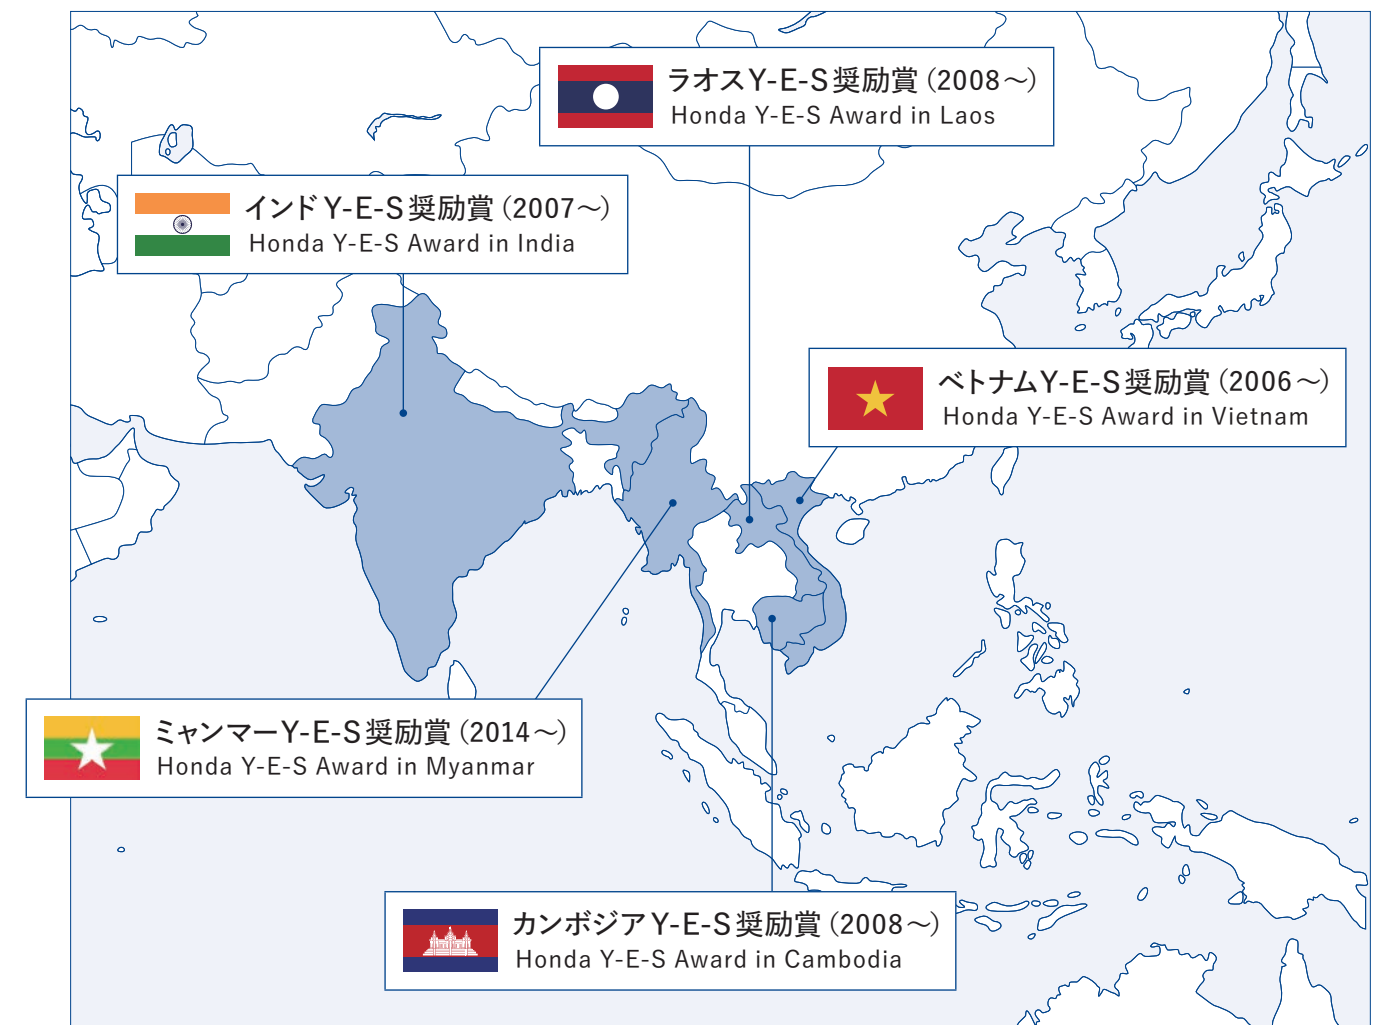 ラオスY-E-S奨励賞（2008～）
Honda Y-E-S Award in Laos
インドY-E-S奨励賞（2007～）
Honda Y-E-S Award in India
ベトナムY-E-S奨励賞（2006～）
Honda Y-E-S Award in Vietnam
ミャンマーY-E-S奨励賞（2014～）
Honda Y-E-S Award in Myanmar
カンボジアY-E-S奨励賞（2008～）
Honda Y-E-S Award in Cambodia